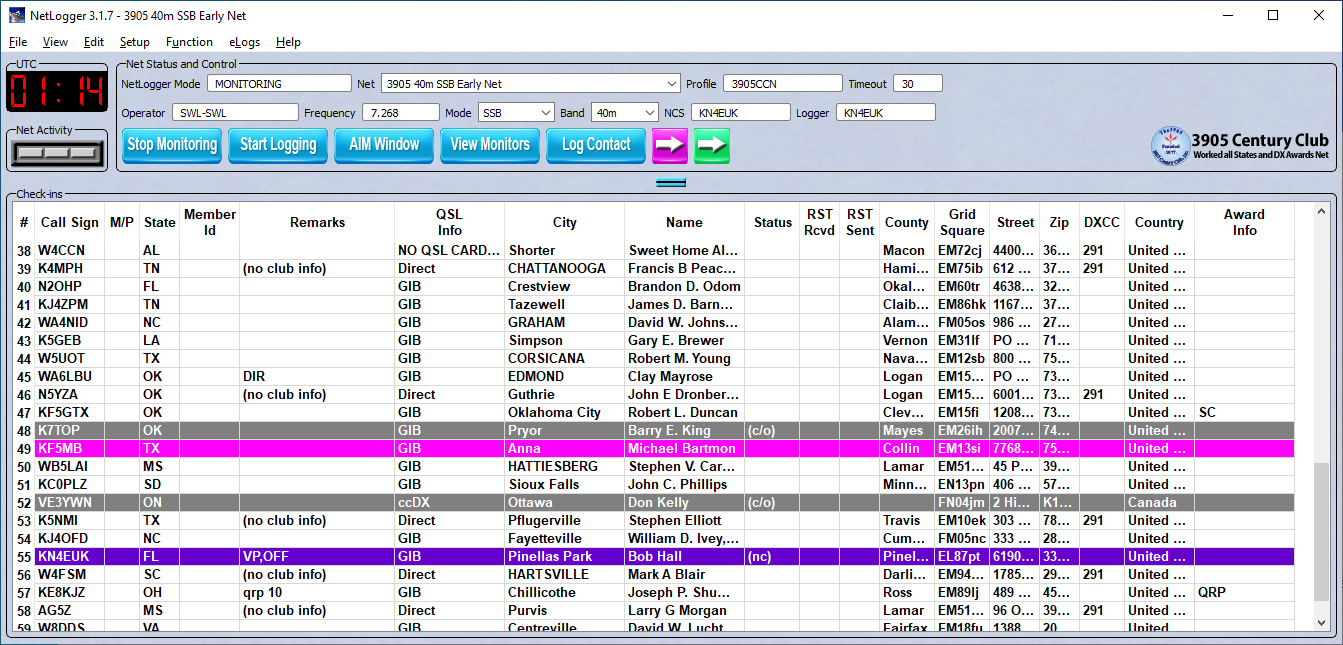 NetLogger 3.1.7 - 3905 40m SSB Early Net
File View Edit Setup Function eLogs Help
UTC Net Status and Control
01:14
NetLogger Mode MONITORING Net 3905 40m SSB Early Net Profile 3905CCN Timeout 30
Operator SWL-SWL Frequency 7.268 Mode SSB Band 40m NCS KN4EUK Logger KN4EUK
Net Activity
Stop Monitoring Start Logging AIM Window View Monitors Log Contact
3905 Century Club
Worked all States and DX Awards Net
Check-ins
# Call Sign M/P State Member Id Remarks QSL Info City Name Status RST Rcvd RST Sent County Grid Square Street Zip DXCC Country Award Info
38 W4CCN AL NO QSL CARD... Shorter Sweet Home Al... Macon EM72cj 4400... 36... 291 United ...
39 K4MPH TN (no club info) Direct CHATTANOOGA Francis B Peac... Hami... EM75ib 612 ... 37... 291 United ...
40 N2OHP FL GIB Crestview Brandon D. Odom Okal... EM60tr 4638... 32... United ...
41 KJ4ZPM TN GIB Tazewell James D. Barn... Claib... EM86hk 1167... 37... United ...
42 WA4NID NC GIB GRAHAM David W. Johns... Alam... FM05os 986 ... 27... United ...
43 K5GEB LA GIB Simpson Gary E. Brewer Vernon EM31lf PO ... 71... United ...
44 W5UOT TX GIB CORSICANA Robert M. Young Nava... EM12sb 800 ... 75... United ...
45 WA6LBU OK DIR GIB EDMOND Clay Mayrose Logan EM15... PO ... 73... United ...
46 N5YZA OK (no club info) Direct Guthrie John E Dronber... Logan EM15... 6001... 73... 291 United ...
47 KF5GTX OK GIB Oklahoma City Robert L. Duncan Clev... EM15fi 1208... 73... United ... SC
48 K7TOP OK GIB Pryor Barry E. King (c/o) Mayes EM26ih 2007... 74... United ...
49 KF5MB TX GIB Anna Michael Bartmon Collin EM13si 7768... 75... United ...
50 WB5LAI MS GIB HATTIESBERG Stephen V. Car... Lamar EM51... 45 P... 39... United ...
51 KC0PLZ SD GIB Sioux Falls John C. Phillips Minn... EN13pn 406 ... 57... United ...
52 VE3YWN ON ccDX Ottawa Don Kelly (c/o) FN04jm 2 Hi... K1... Canada
53 K5NMI TX (no club info) Direct Pflugerville Stephen Elliott Travis EM10ek 303 ... 78... 291 United ...
54 KJ4OFD NC GIB Fayetteville William D. Ivey,... Cum... FM05nc 333 ... 28... United ...
55 KN4EUK FL VP,OFF GIB Pinellas Park Bob Hall (nc) Pinel... EL87pt 6190... 33... United ...
56 W4FSM SC (no club info) Direct HARTSVILLE Mark A Blair Darli... EM94... 1785... 29... 291 United ...
57 KE8KJZ OH qrp 10 GIB Chillicothe Joseph P. Shu... Ross EM89lj 489 ... 45... United ... QRP
58 AG5Z MS (no club info) Direct Purvis Larry G Morgan Lamar EM51... 96 O... 39... 291 United ...
59 W8DDS VA GIB Centreville David W. Lucht Fairfax FM18fu 1388 20 United